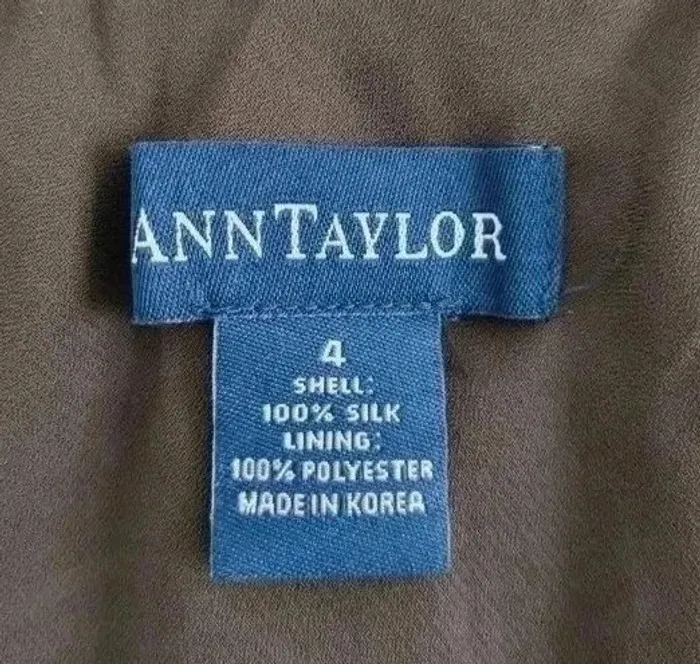 ANNTAYLOR
4
SHELL:
100% SILK
LINING:
100% POLYESTER
MADE IN KOREA